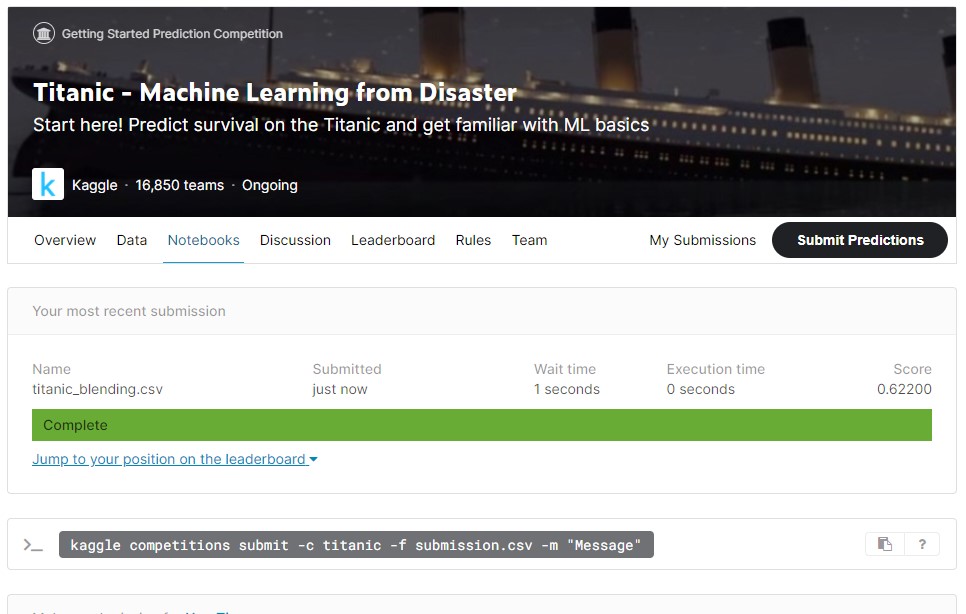 Getting Started Prediction Competition
Titanic - Machine Learning from Disaster
Start here! Predict survival on the Titanic and get familiar with ML basics
k Kaggle · 16,850 teams · Ongoing
Overview Data Notebooks Discussion Leaderboard Rules Team My Submissions Submit Predictions
Your most recent submission
Name Submitted Wait time Execution time Score
titanic_blending.csv just now 1 seconds 0 seconds 0.62200
Complete
Jump to your position on the leaderboard
>_ kaggle competitions submit -c titanic -f submission.csv -m "Message" ?